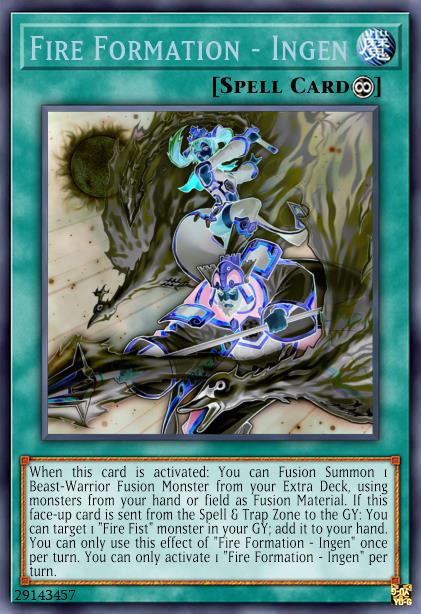 Fire Formation - Ingen 魔
[Spell Card∞]
When this card is activated: You can Fusion Summon 1
Beast-Warrior Fusion Monster from your Extra Deck, using
monsters from your hand or field as Fusion Material. If this
face-up card is sent from the Spell & Trap Zone to the GY: You
can target 1 "Fire Fist" monster in your GY; add it to your hand.
You can only use this effect of "Fire Formation - Ingen" once
per turn. You can only activate 1 "Fire Formation - Ingen" per
turn.
29143457